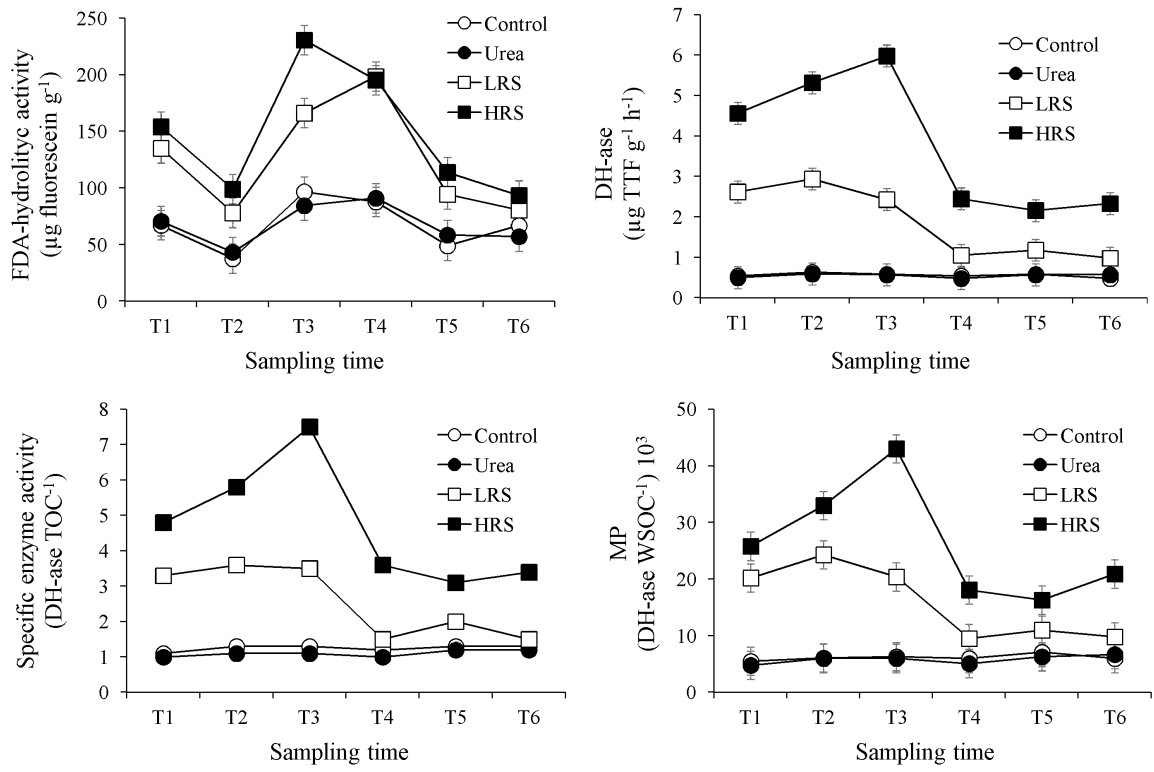 250
200
150
100
50
0
FDA-hydrolityc activity
(µg fluorescein g⁻¹)
Control
Urea
LRS
HRS
T1 T2 T3 T4 T5 T6
Sampling time
7
6
5
4
3
2
1
0
DH-ase
(µg TTF g⁻¹ h⁻¹)
Control
Urea
LRS
HRS
T1 T2 T3 T4 T5 T6
Sampling time
8
7
6
5
4
3
2
1
0
Specific enzyme activity
(DH-ase TOC⁻¹)
Control
Urea
LRS
HRS
T1 T2 T3 T4 T5 T6
Sampling time
50
40
30
20
10
0
MP
(DH-ase WSOC⁻¹) 10³
Control
Urea
LRS
HRS
T1 T2 T3 T4 T5 T6
Sampling time